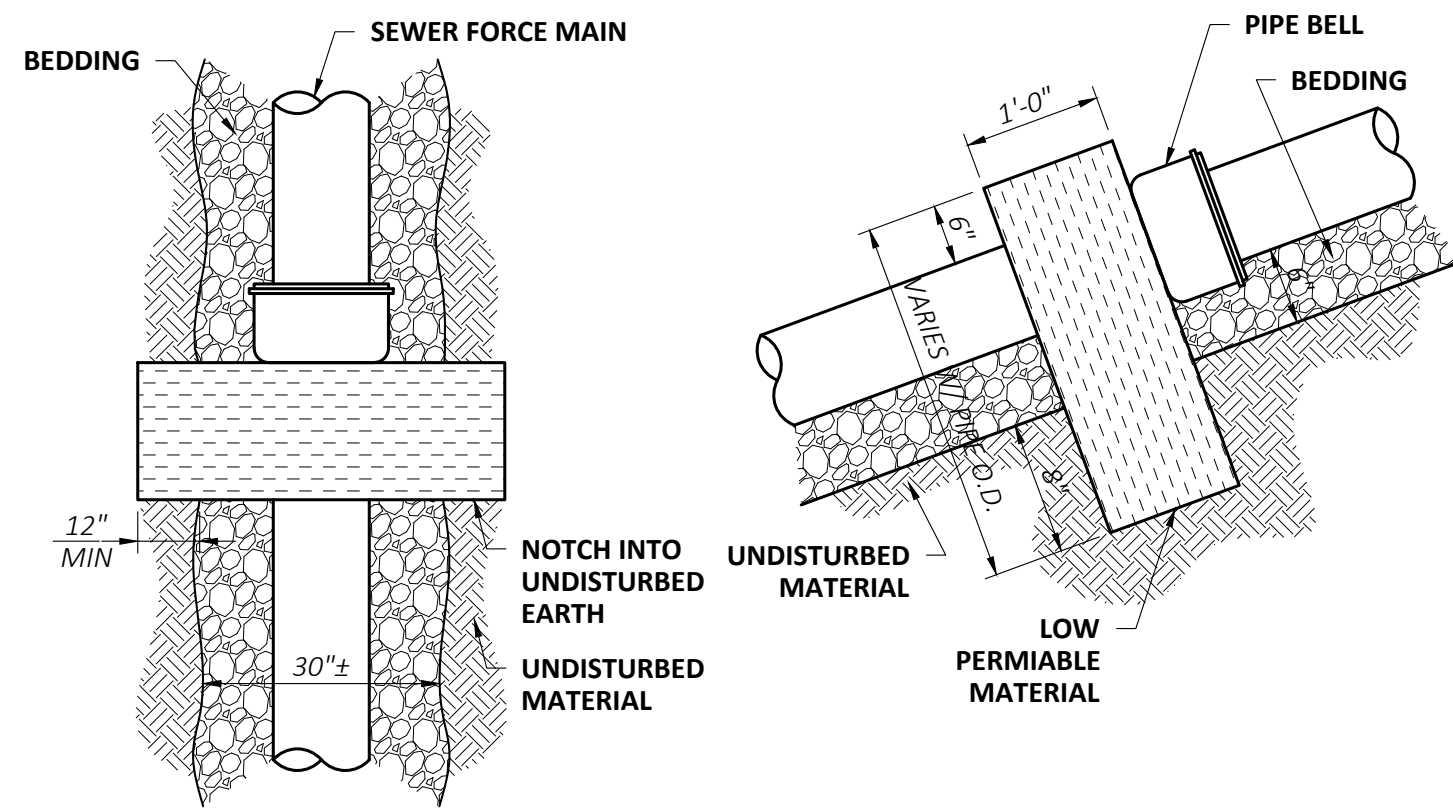 SEWER FORCE MAIN
BEDDING
12"
MIN
30"±
NOTCH INTO
UNDISTURBED
EARTH
UNDISTURBED
MATERIAL
PIPE BELL
BEDDING
1'-0"
6"
VARIES W/ PIPE O.D.
6"
8"
UNDISTURBED
MATERIAL
LOW
PERMIABLE
MATERIAL